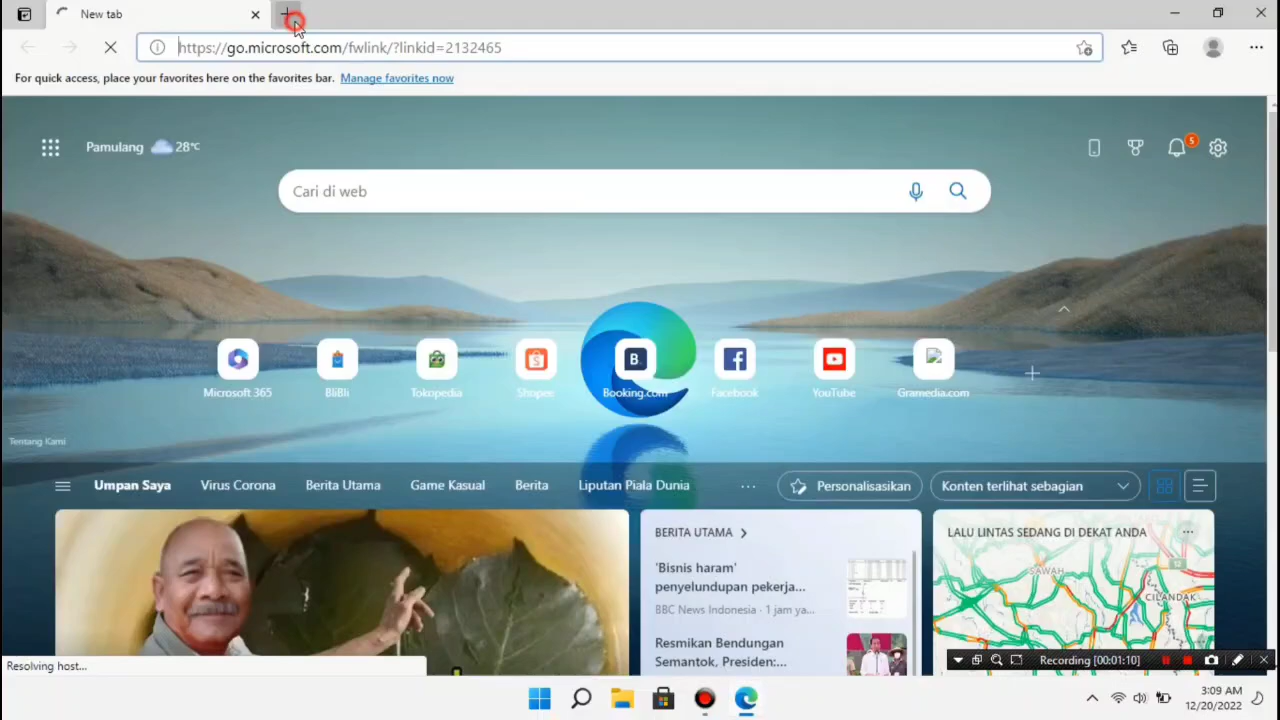 New tab
https://go.microsoft.com/fwlink/?linkid=2132465
For quick access, place your favorites here on the favorites bar. Manage favorites now
Pamulang 28°C
5
Cari di web
Microsoft 365
BliBli
Tokopedia
Shopee
B.
Booking.com
Facebook
YouTube
Gramedia.com
Tentang Kami
Umpan Saya
Virus Corona
Berita Utama
Game Kasual
Berita
Liputan Piala Dunia
...
Personalisasikan
Konten terlihat sebagian
BERITA UTAMA
'Bisnis haram'
penyelundupan pekerja...
BBC News Indonesia · 1 jam ya...
Resmikan Bendungan
Semantok, Presiden:...
LALU LINTAS SEDANG DI DEKAT ANDA
SAWAH
CILANDAK
Resolving host...
Recording [00:01:10]
3:09 AM
12/20/2022